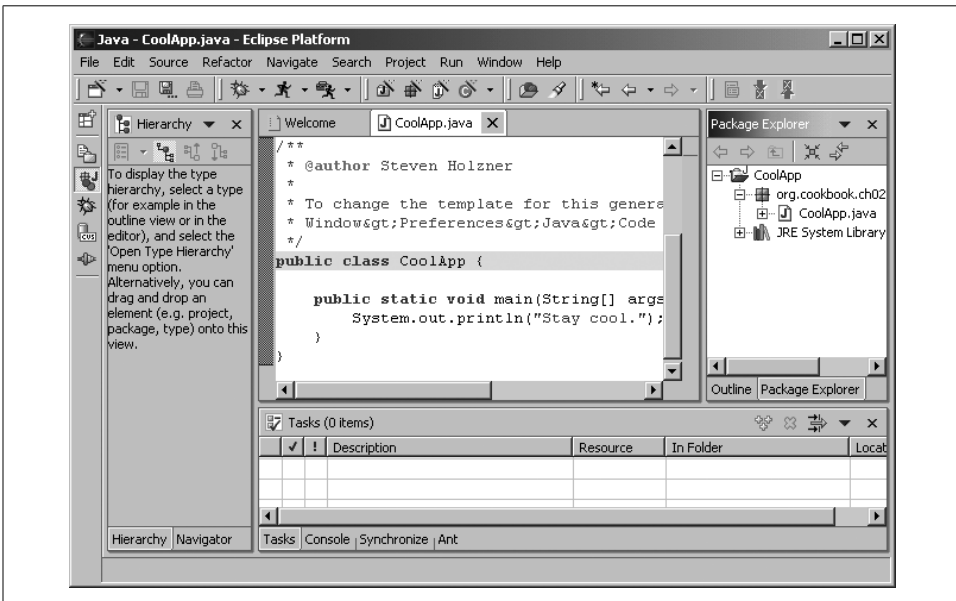 Java - CoolApp.java - Eclipse Platform
File Edit Source Refactor Navigate Search Project Run Window Help
Hierarchy
To display the type
hierarchy, select a type
(for example in the
outline view or in the
editor), and select the
'Open Type Hierarchy'
menu option.
Alternatively, you can
drag and drop an
element (e.g. project,
package, type) onto this
view.
Hierarchy Navigator
Welcome CoolApp.java
/**
* @author Steven Holzner
*
* To change the template for this genera
* Window&gt;Preferences&gt;Java&gt;Code
*/
public class CoolApp {
public static void main(String[] args
System.out.println("Stay cool.");
}
}
Package Explorer
CoolApp
org.cookbook.ch02
CoolApp.java
JRE System Library
Outline Package Explorer
Tasks (0 items)
! Description Resource In Folder Locat
Tasks Console Synchronize Ant